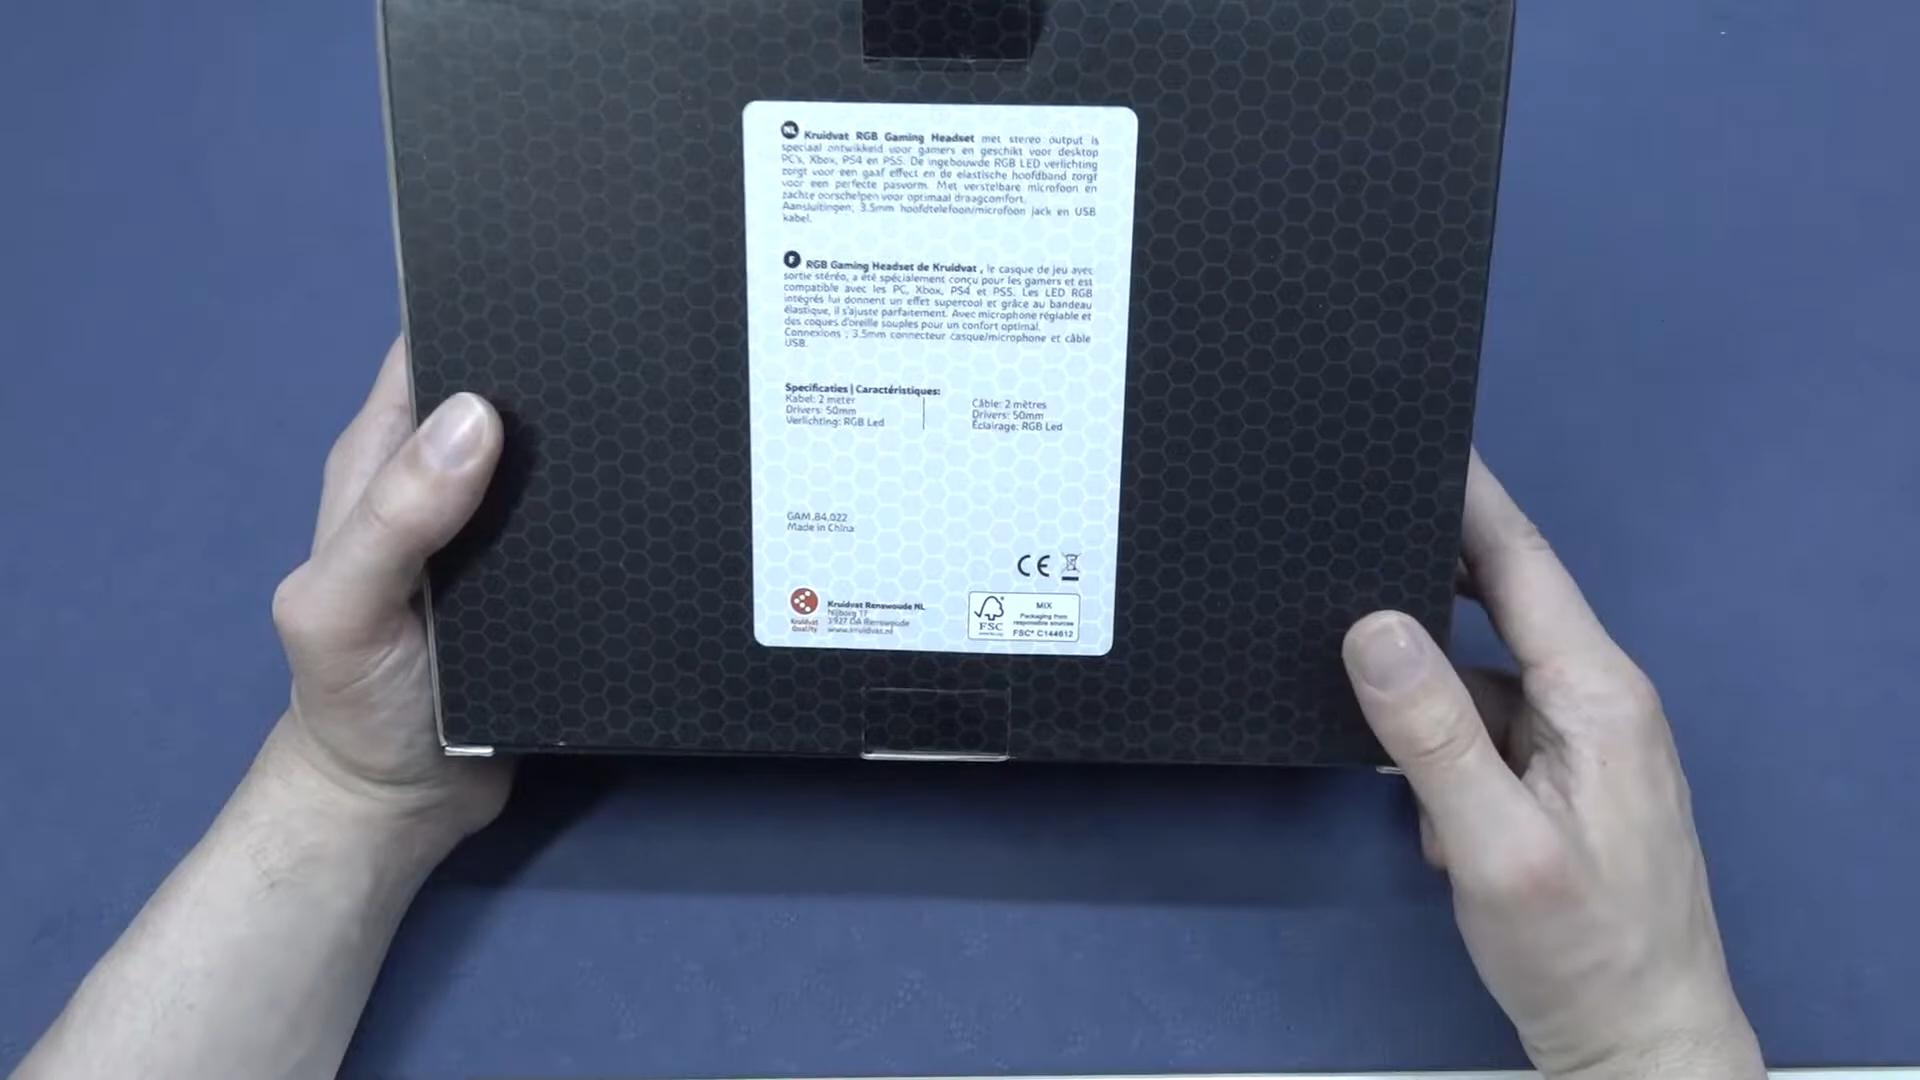 NL Kruidvat RGB Gaming Headset met stereo output is
speciaal ontwikkeld voor gamers en geschikt voor desktop
PC's, Xbox, PS4 en PS5. De ingebouwde RGB LED verlichting
zorgt voor een gaaf effect en de elastische hoofdband zorgt
voor een perfecte pasvorm. Met verstelbare microfoon en
zachte oorschelpen voor optimaal draagcomfort.
Aansluitingen: 3.5mm hoofdtelefoon/microfoon jack en USB
kabel.
F RGB Gaming Headset de Kruidvat , le casque de jeu avec
sortie stéréo, a été spécialement conçu pour les gamers et est
compatible avec les PC, Xbox, PS4 et PS5. Les LED RGB
intégrés lui donnent un effet supercool et grâce au bandeau
élastique, il s'ajuste parfaitement. Avec microphone réglable et
des coques d'oreille souples pour un confort optimal.
Connexions : 3.5mm connecteur casque/microphone et câble
USB.
Specificaties | Caractéristiques:
Kabel: 2 meter
Drivers: 50mm
Verlichting: RGB Led
Câble: 2 mètres
Drivers: 50mm
Éclairage: RGB Led
GAM.84.022
Made in China
CE
Kruidvat
Quality
Kruidvat Renswoude NL
Nijborg 17
3927 DA Renswoude
www.kruidvat.nl
FSC
MIX
Packaging from
responsible sources
FSC® C144612